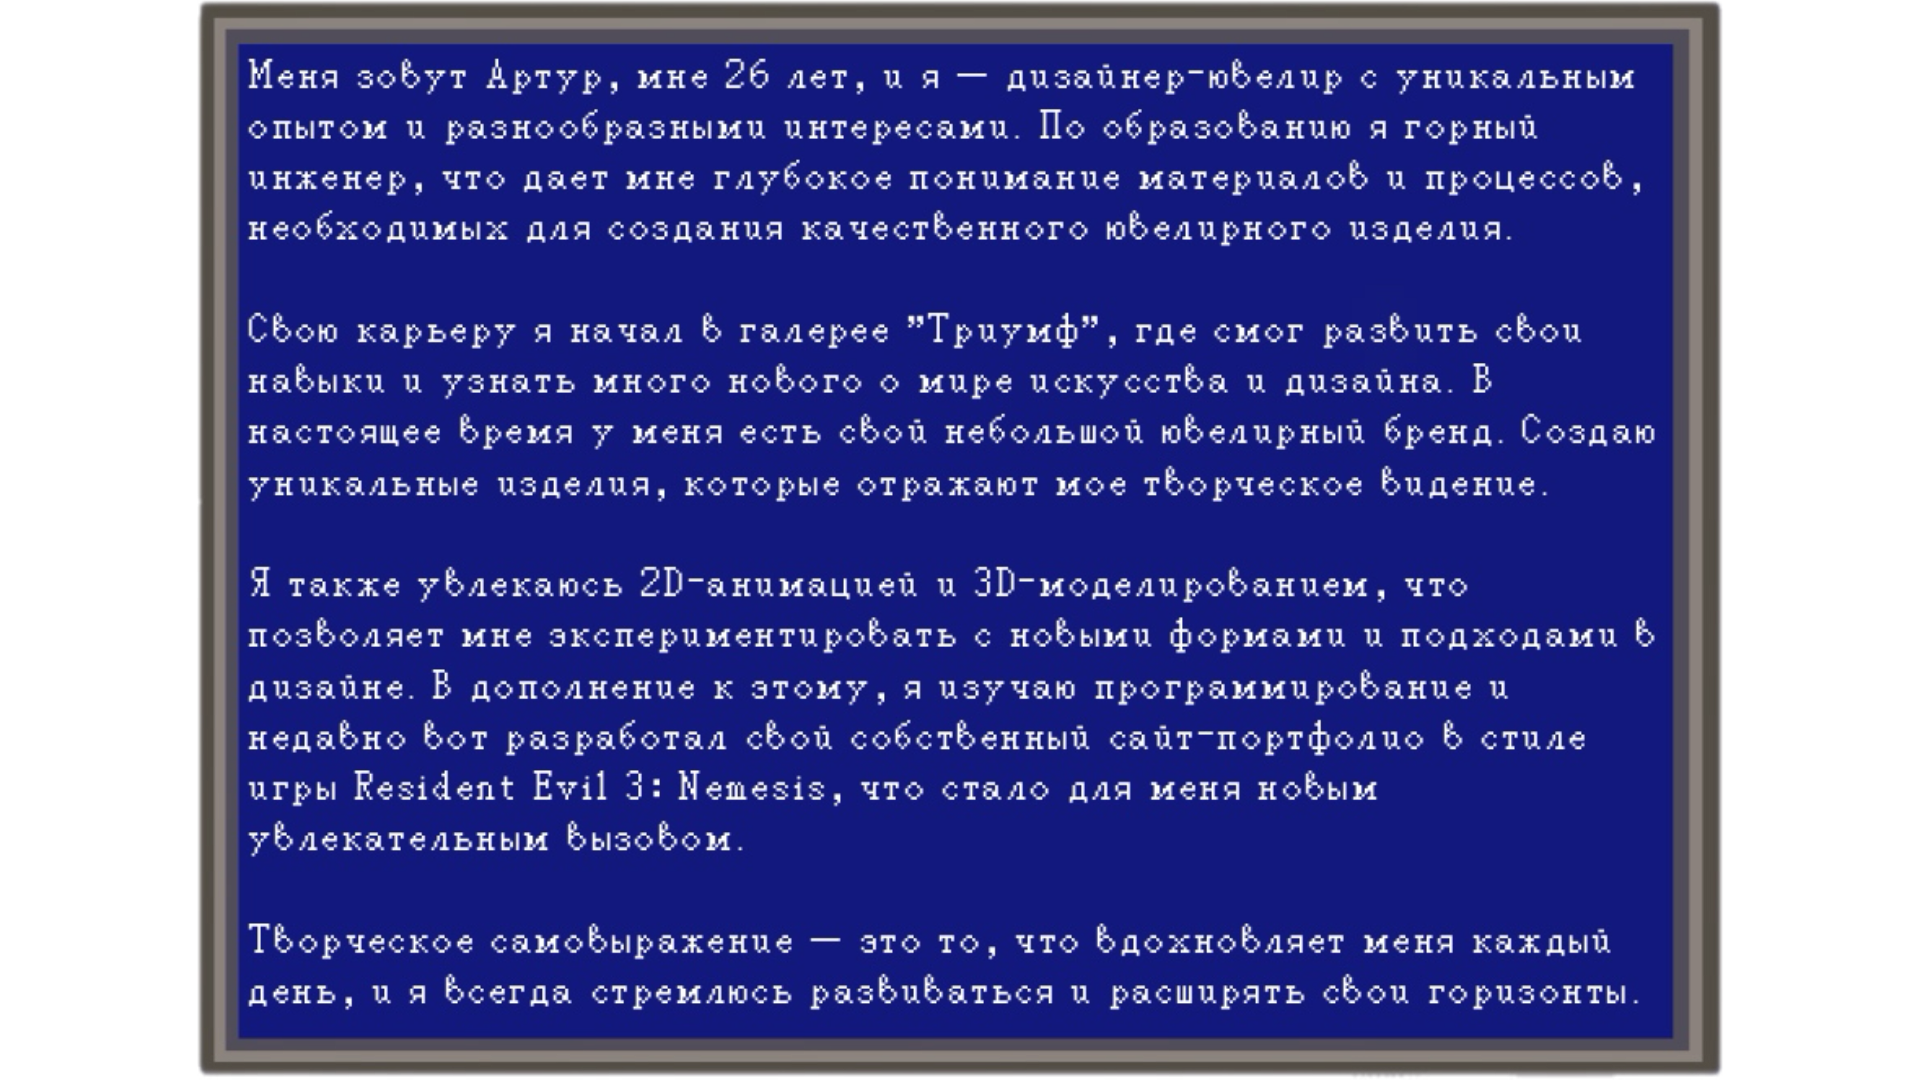 Меня зовут Артур, мне 26 лет, и я — дизайнер-ювелир с уникальным
опытом и разнообразными интересами. По образованию я горный
инженер, что дает мне глубокое понимание материалов и процессов,
необходимых для создания качественного ювелирного изделия.
Свою карьеру я начал в галерее "Триумф", где смог развить свои
навыки и узнать много нового о мире искусства и дизайна. В
настоящее время у меня есть свой небольшой ювелирный бренд. Создаю
уникальные изделия, которые отражают мое творческое видение.
Я также увлекаюсь 2D-анимацией и 3D-моделированием, что
позволяет мне экспериментировать с новыми формами и подходами в
дизайне. В дополнение к этому, я изучаю программирование и
недавно вот разработал свой собственный сайт-портфолио в стиле
игры Resident Evil 3: Nemesis, что стало для меня новым
увлекательным вызовом.
Творческое самовыражение — это то, что вдохновляет меня каждый
день, и я всегда стремлюсь развиваться и расширять свои горизонты.